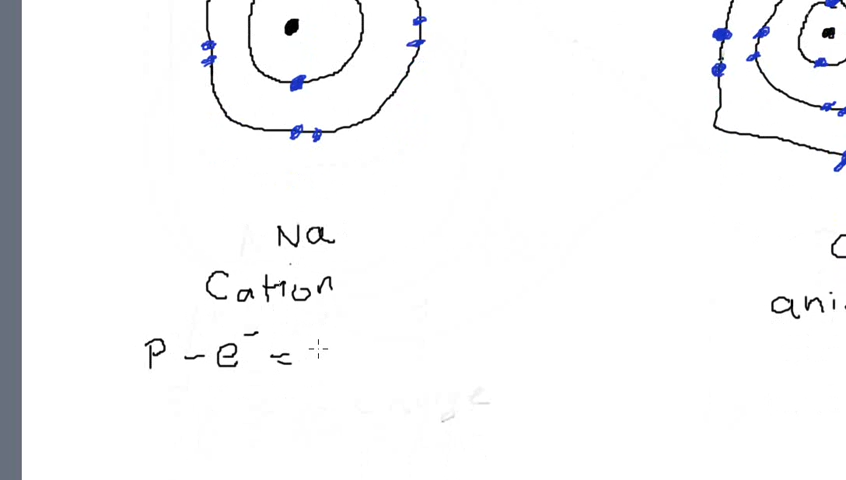 Na
Cation
P - e⁻ =
C
ani